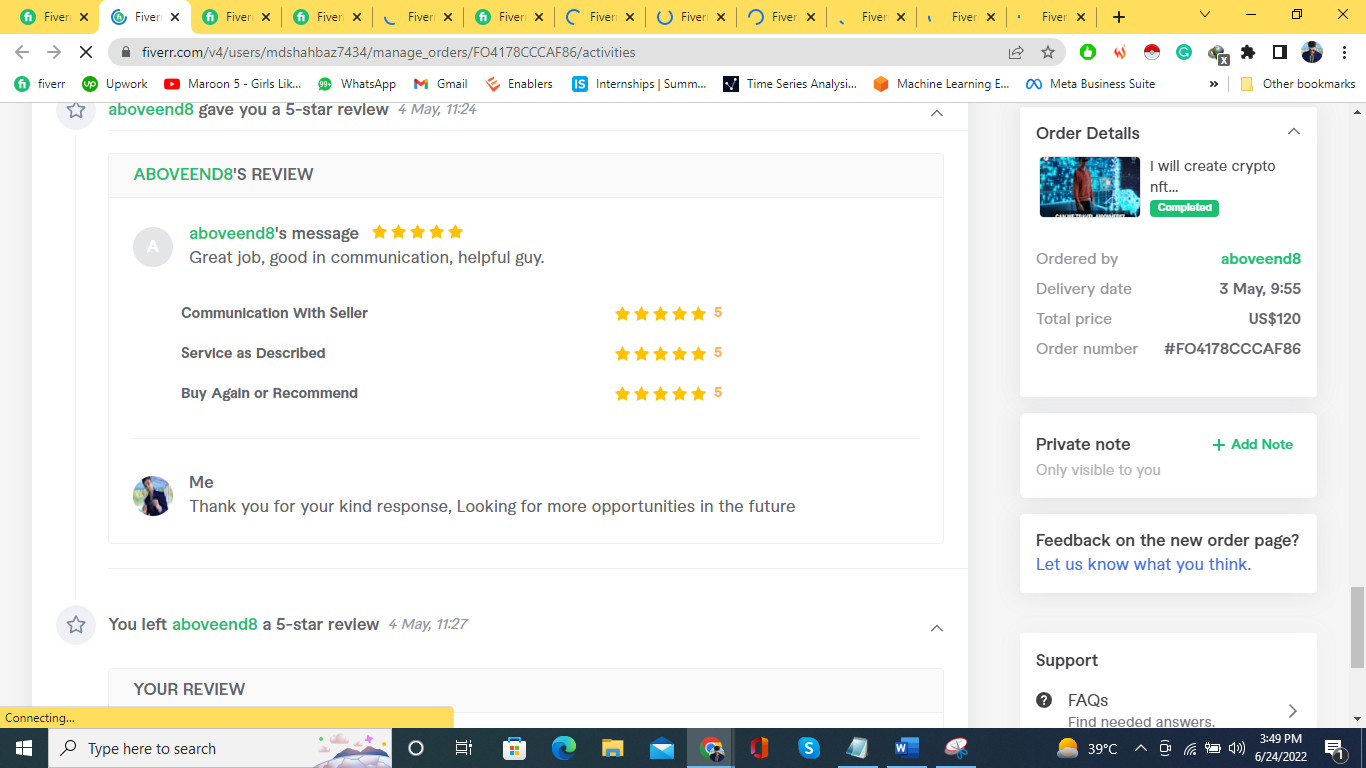 Fiverr Fiverr Fiverr Fiverr Fiverr Fiverr Fiverr Fiverr Fiverr Fiverr Fiverr Fiverr
fiverr.com/v4/users/mdshahbaz7434/manage_orders/FO4178CCCAF86/activities
fiverr Upwork Maroon 5 - Girls Lik... 99+ WhatsApp Gmail Enablers IS Internships | Summ... Time Series Analysi... Machine Learning E... Meta Business Suite » Other bookmarks
aboveend8 gave you a 5-star review 4 May, 11:24
ABOVEEND8'S REVIEW
A
aboveend8's message
Great job, good in communication, helpful guy.
Communication With Seller 5
Service as Described 5
Buy Again or Recommend 5
Me
Thank you for your kind response, Looking for more opportunities in the future
You left aboveend8 a 5-star review 4 May, 11:27
YOUR REVIEW
Order Details
I will create crypto
nft...
Completed
Ordered by aboveend8
Delivery date 3 May, 9:55
Total price US$120
Order number #FO4178CCCAF86
Private note + Add Note
Only visible to you
Feedback on the new order page?
Let us know what you think.
Support
FAQs
Find needed answers.
Connecting...
Type here to search
39°C
3:49 PM
6/24/2022
1